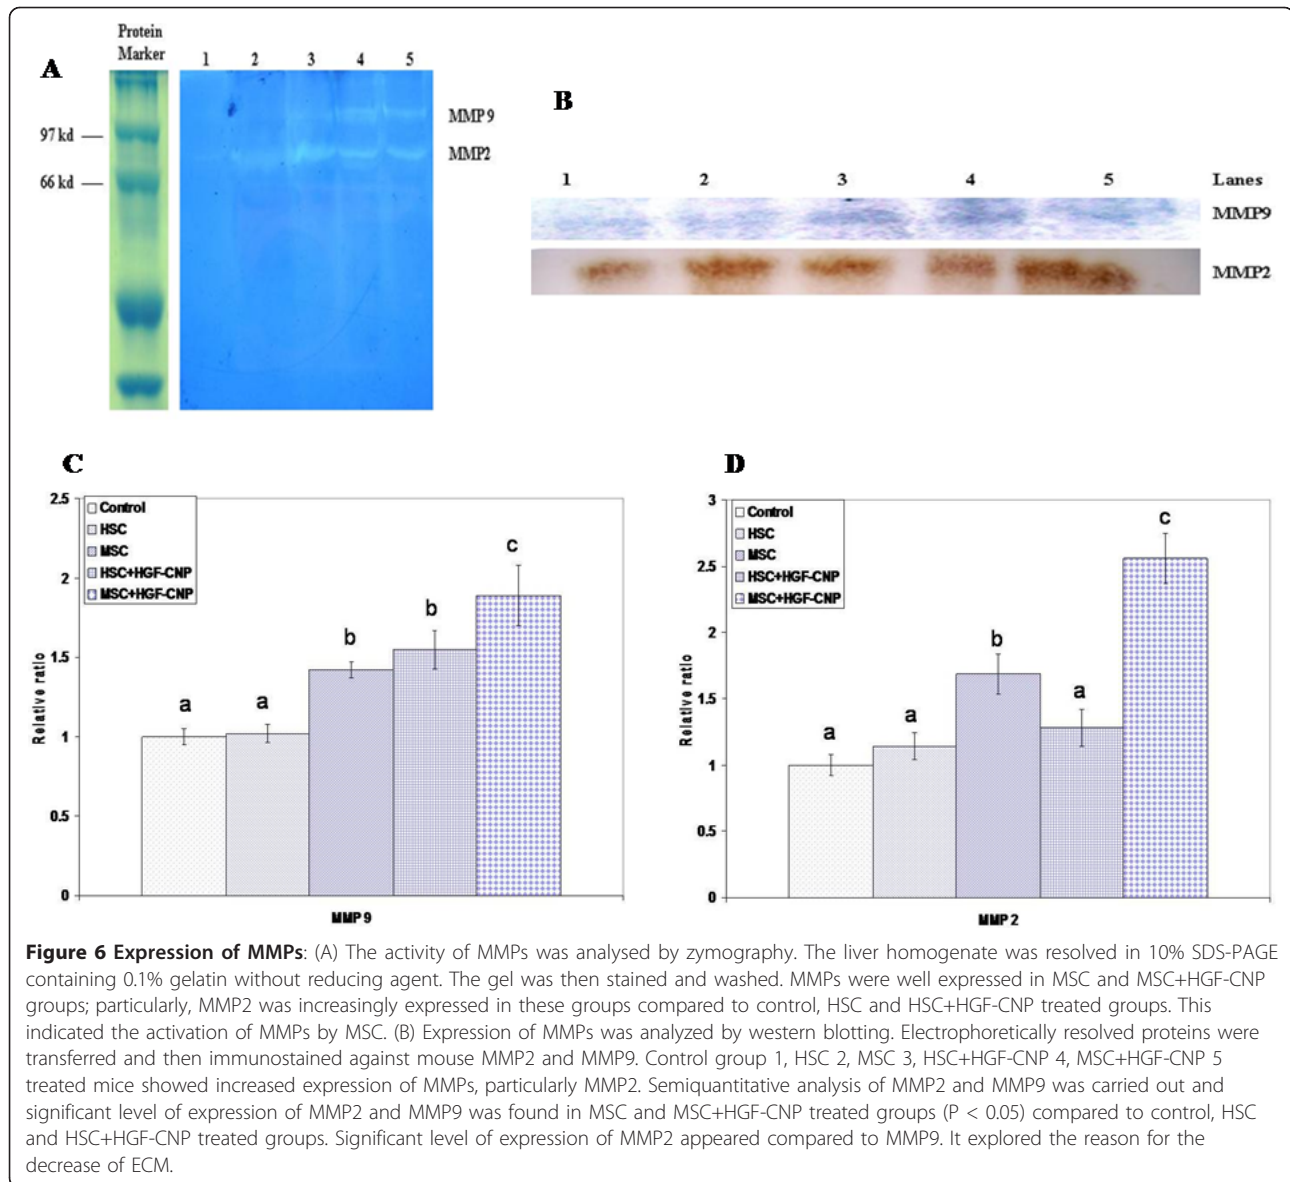 Protein
Marker
1 2 3 4 5
A
MMP 9
97 kd
MMP2
66 kd
B
1 2 3 4 5 Lanes
MMP9
MMP2
C
2.5
2
1.5
1
0.5
0
Relative ratio
Control
HSC
MSC
HSC+HGF-CNP
MSC+HGF-CNP
a a b b c
MMP 9
D
3
2.5
2
1.5
1
0.5
0
Relative ratio
Control
HSC
MSC
HSC+HGF-CNP
MSC+HGF-CNP
a a b a c
MMP 2
Figure 6 Expression of MMPs: (A) The activity of MMPs was analysed by zymography. The liver homogenate was resolved in 10% SDS-PAGE
containing 0.1% gelatin without reducing agent. The gel was then stained and washed. MMPs were well expressed in MSC and MSC+HGF-CNP
groups; particularly, MMP2 was increasingly expressed in these groups compared to control, HSC and HSC+HGF-CNP treated groups. This
indicated the activation of MMPs by MSC. (B) Expression of MMPs was analyzed by western blotting. Electrophoretically resolved proteins were
transferred and then immunostained against mouse MMP2 and MMP9. Control group 1, HSC 2, MSC 3, HSC+HGF-CNP 4, MSC+HGF-CNP 5
treated mice showed increased expression of MMPs, particularly MMP2. Semiquantitative analysis of MMP2 and MMP9 was carried out and
significant level of expression of MMP2 and MMP9 was found in MSC and MSC+HGF-CNP treated groups (P < 0.05) compared to control, HSC
and HSC+HGF-CNP treated groups. Significant level of expression of MMP2 appeared compared to MMP9. It explored the reason for the
decrease of ECM.